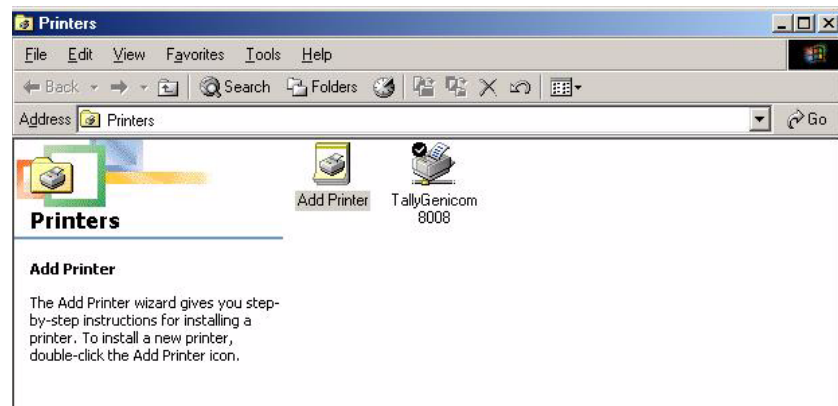 Printers
File Edit View Favorites Tools Help
Back Search Folders
Address Printers Go
Add Printer
TallyGenicom
8008
Printers
Add Printer
The Add Printer wizard gives you step-
by-step instructions for installing a
printer. To install a new printer,
double-click the Add Printer icon.